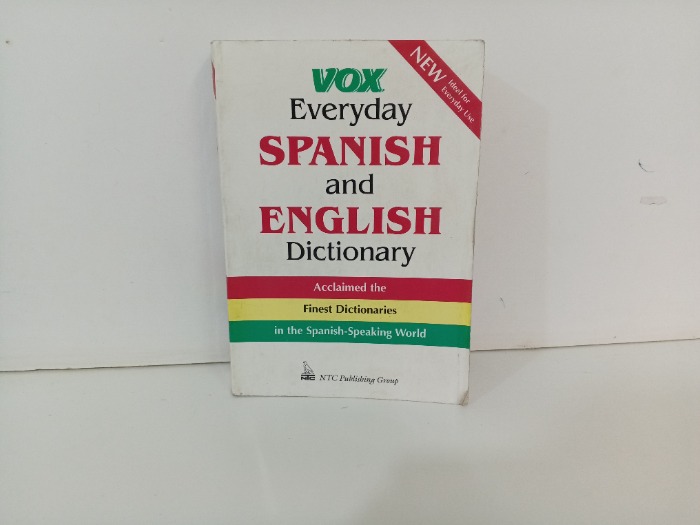 VOX
Everyday
SPANISH
and
ENGLISH
Dictionary
NEW
Ideal for
Everyday Use
Acclaimed the
Finest Dictionaries
in the Spanish-Speaking World
NTC
NTC Publishing Group